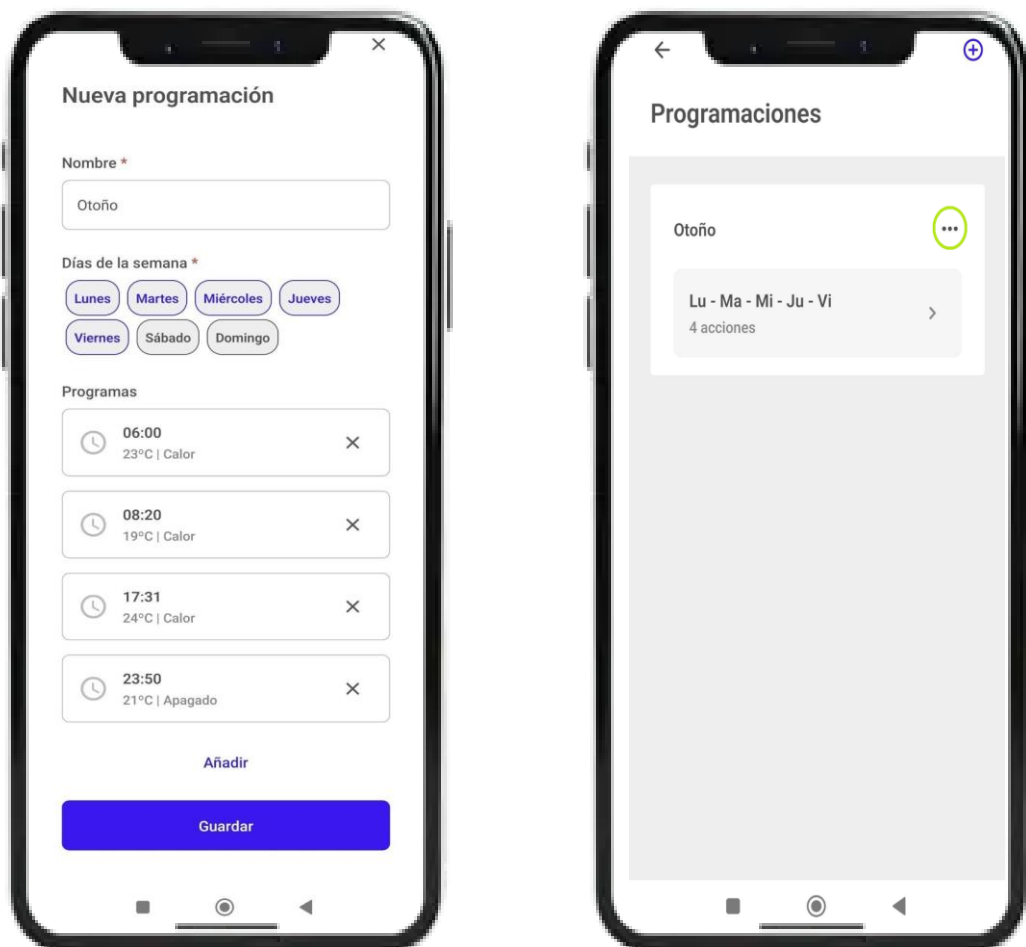 Nueva programación
Nombre *
Otoño
Días de la semana *
Lunes Martes Miércoles Jueves
Viernes Sábado Domingo
Programas
06:00
23ºC | Calor
08:20
19ºC | Calor
17:31
24ºC | Calor
23:50
21ºC | Apagado
Añadir
Guardar
Programaciones
Otoño
Lu - Ma - Mi - Ju - Vi
4 acciones